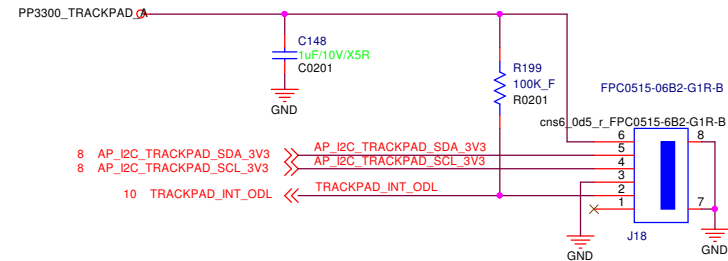 PP3300_TRACKPAD_A
C148
1uF/10V/X5R
C0201
GND
R199
100K_F
R0201
FPC0515-06B2-G1R-B
cns6_0d5_r_FPC0515-6B2-G1R-B
8 AP_I2C_TRACKPAD_SDA_3V3
AP_I2C_TRACKPAD_SDA_3V3
8 AP_I2C_TRACKPAD_SCL_3V3
AP_I2C_TRACKPAD_SCL_3V3
10 TRACKPAD_INT_ODL
TRACKPAD_INT_ODL
6
5
4
3
2
1
8
7
J18
GND
GND